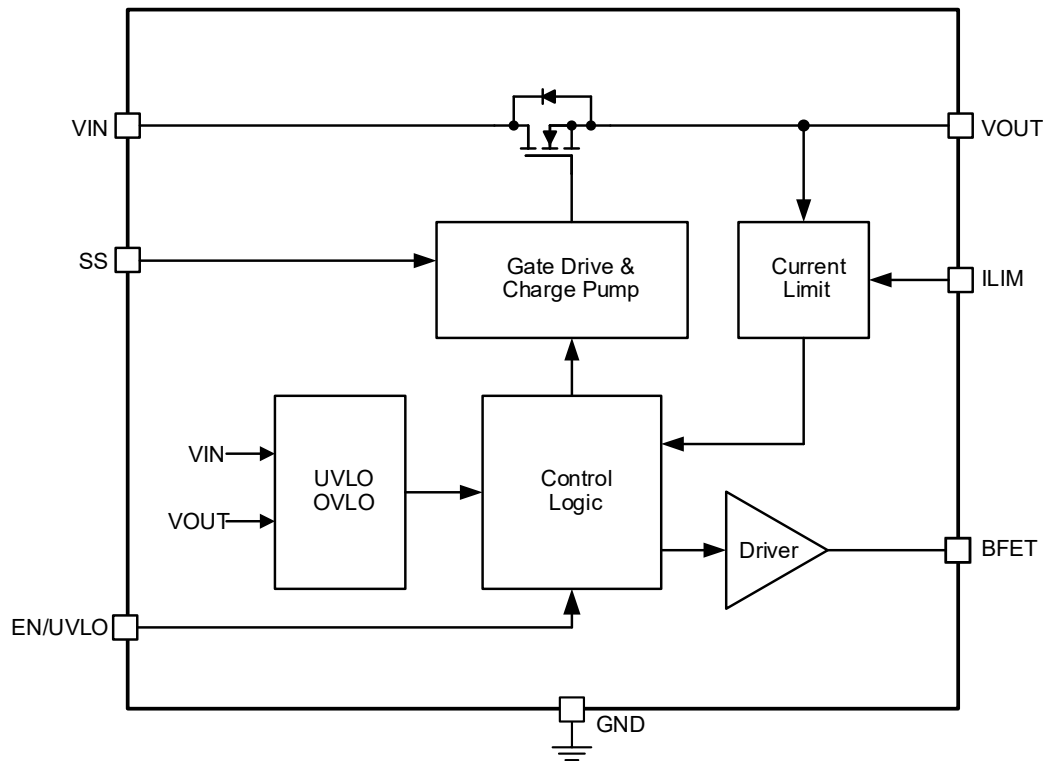 VIN
VOUT
SS
Gate Drive &
Charge Pump
Current
Limit
ILIM
VIN
VOUT
UVLO
OVLO
Control
Logic
Driver
BFET
EN/UVLO
GND